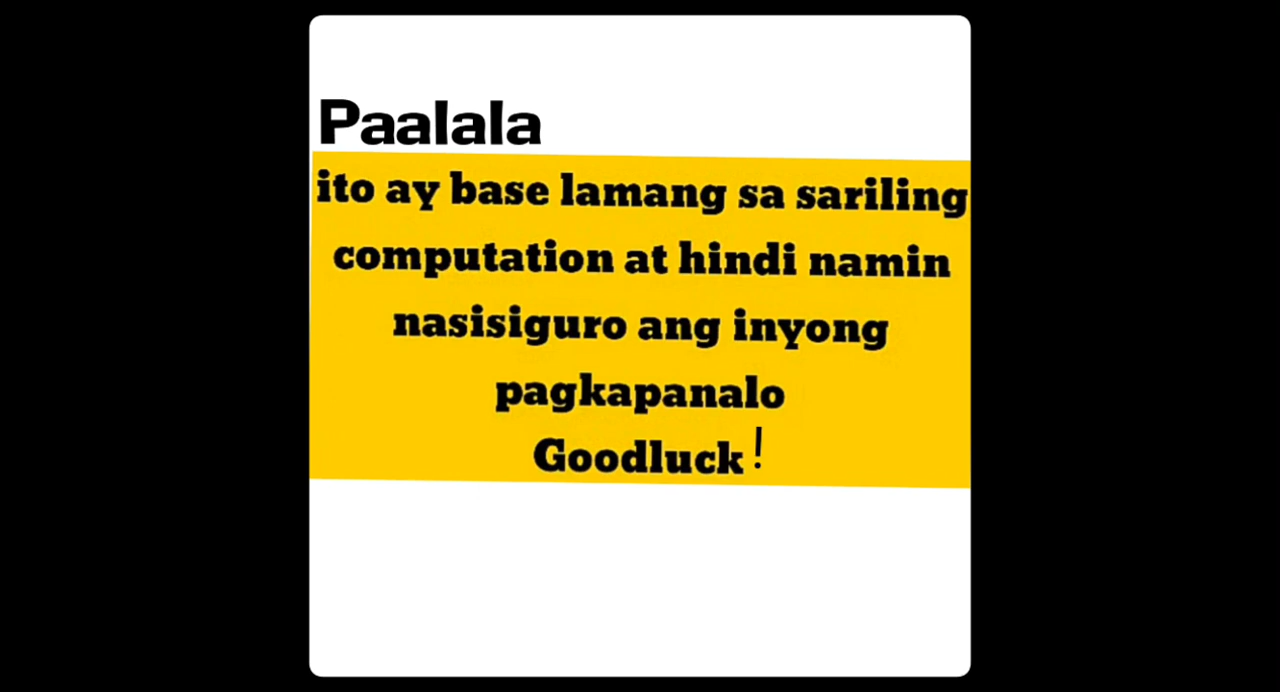 Paalala
ito ay base lamang sa sariling
computation at hindi namin
nasisiguro ang inyong
pagkapanalo
Goodluck!